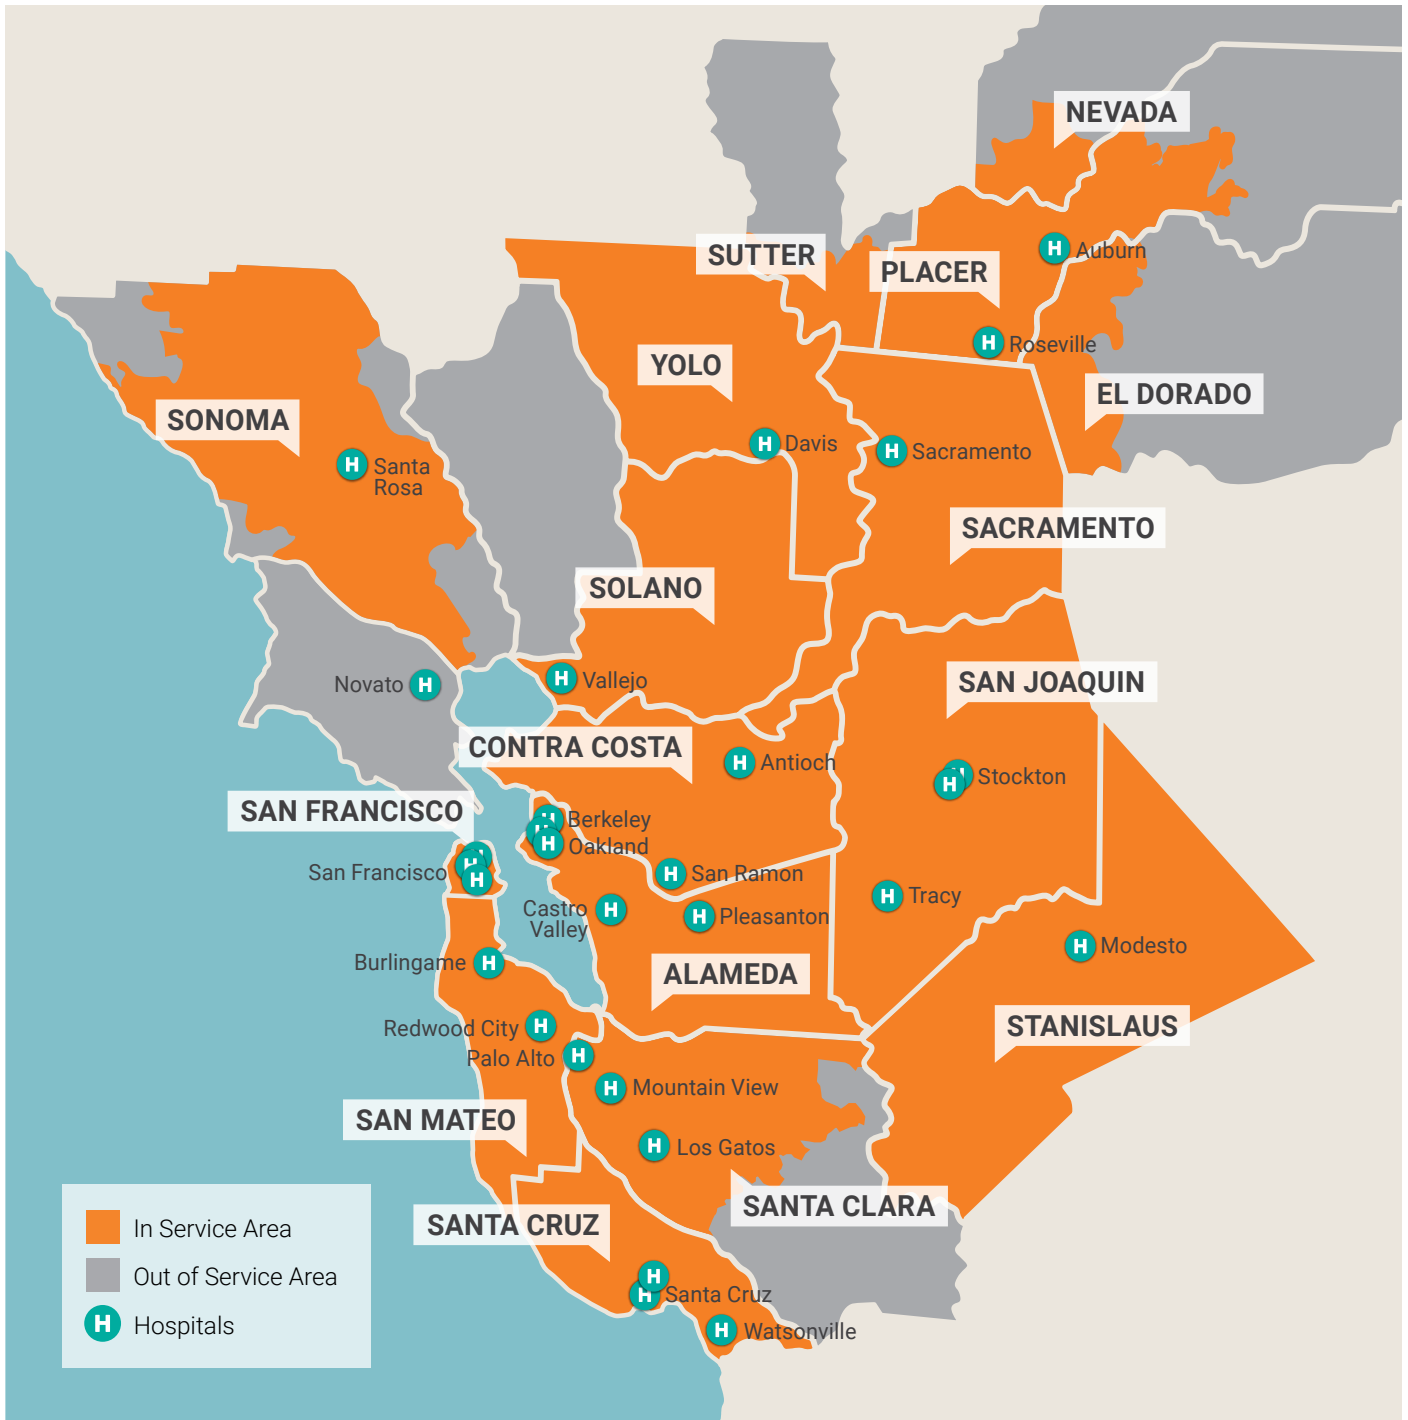 NEVADA
SUTTER
PLACER
Auburn
Roseville
YOLO
EL DORADO
SONOMA
Davis
Sacramento
Santa
Rosa
SACRAMENTO
SOLANO
Novato
Vallejo
SAN JOAQUIN
CONTRA COSTA
Antioch
Stockton
SAN FRANCISCO
Berkeley
Oakland
San Francisco
San Ramon
Tracy
Castro
Valley
Pleasanton
Modesto
Burlingame
ALAMEDA
Redwood City
STANISLAUS
Palo Alto
Mountain View
SAN MATEO
Los Gatos
SANTA CLARA
SANTA CRUZ
In Service Area
Out of Service Area
Santa Cruz
H Hospitals
Watsonville